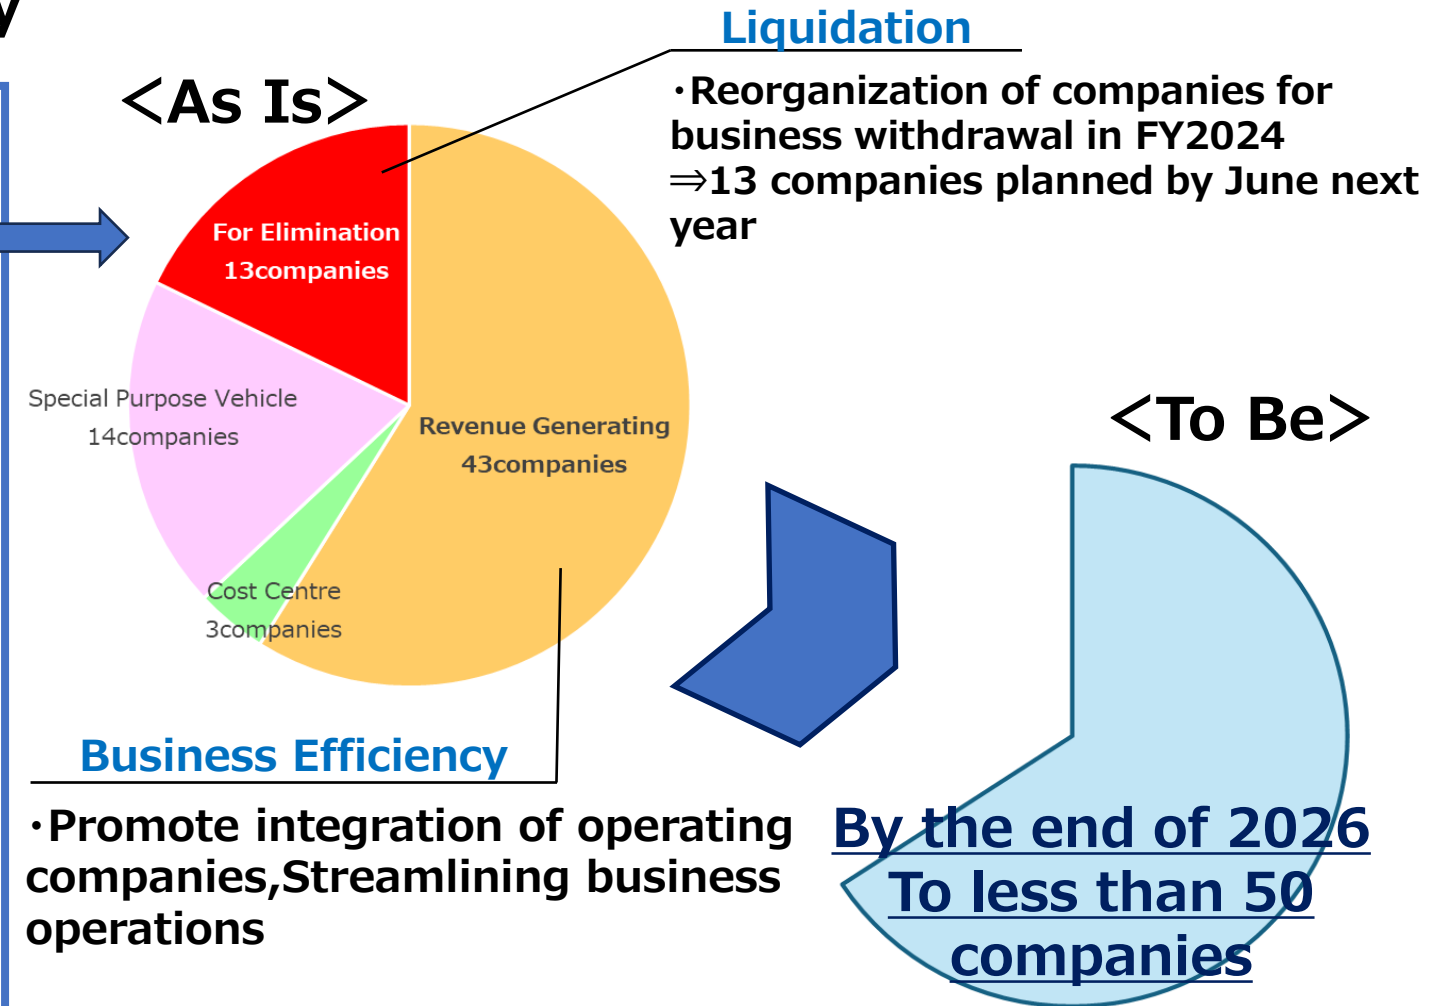 Liquidation
<As Is>
・Reorganization of companies for
business withdrawal in FY2024
⇒13 companies planned by June next
year
For Elimination
13companies
Special Purpose Vehicle
14companies
Revenue Generating
43companies
<To Be>
Cost Centre
3companies
Business Efficiency
・Promote integration of operating
companies,Streamlining business
operations
By the end of 2026
To less than 50
companies